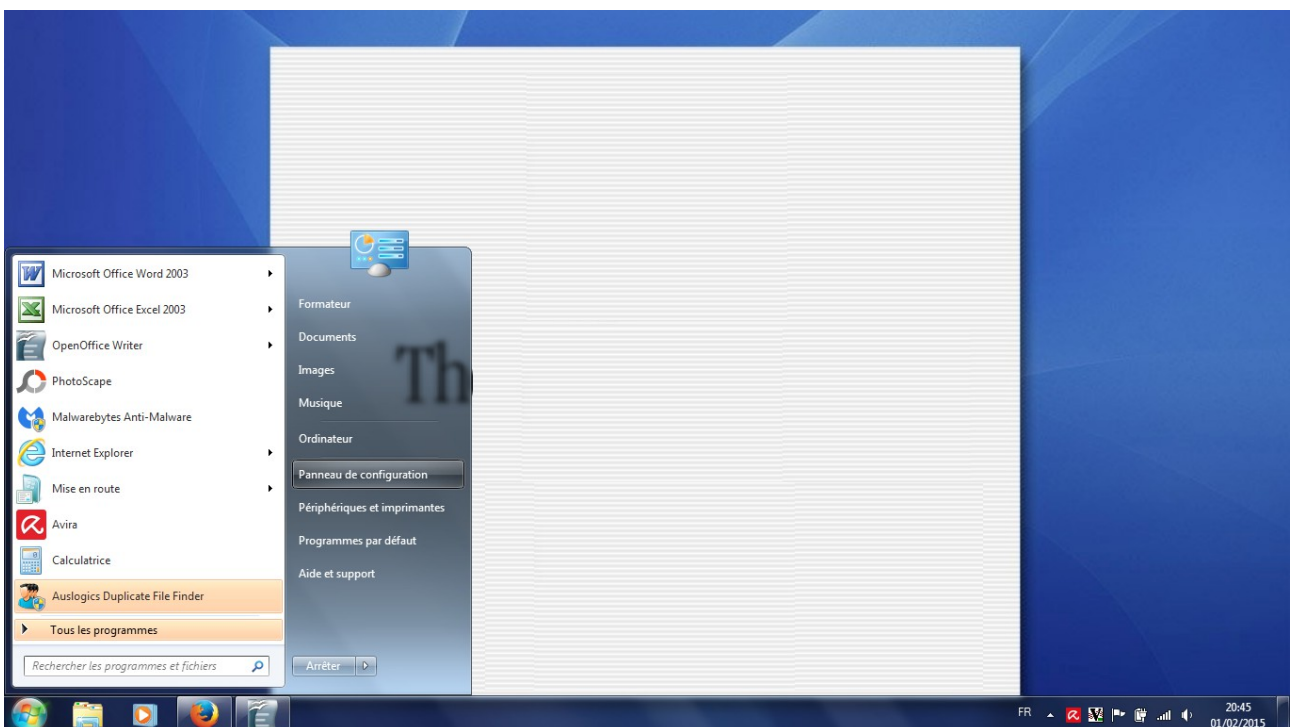 Microsoft Office Word 2003
Microsoft Office Excel 2003
OpenOffice Writer
PhotoScape
Malwarebytes Anti-Malware
Internet Explorer
Mise en route
Avira
Calculatrice
Auslogics Duplicate File Finder
Tous les programmes
Rechercher les programmes et fichiers
Formateur
Documents
Images
Th
Musique
Ordinateur
Panneau de configuration
Périphériques et imprimantes
Programmes par défaut
Aide et support
Arrêter
FR
20:45
01/02/2015